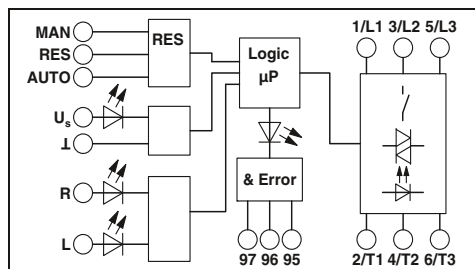 MAN
RES
AUTO
RES
Us
⊥
R
L
Logic
µP
& Error
97 96 95
1/L1 3/L2 5/L3
2/T1 4/T2 6/T3